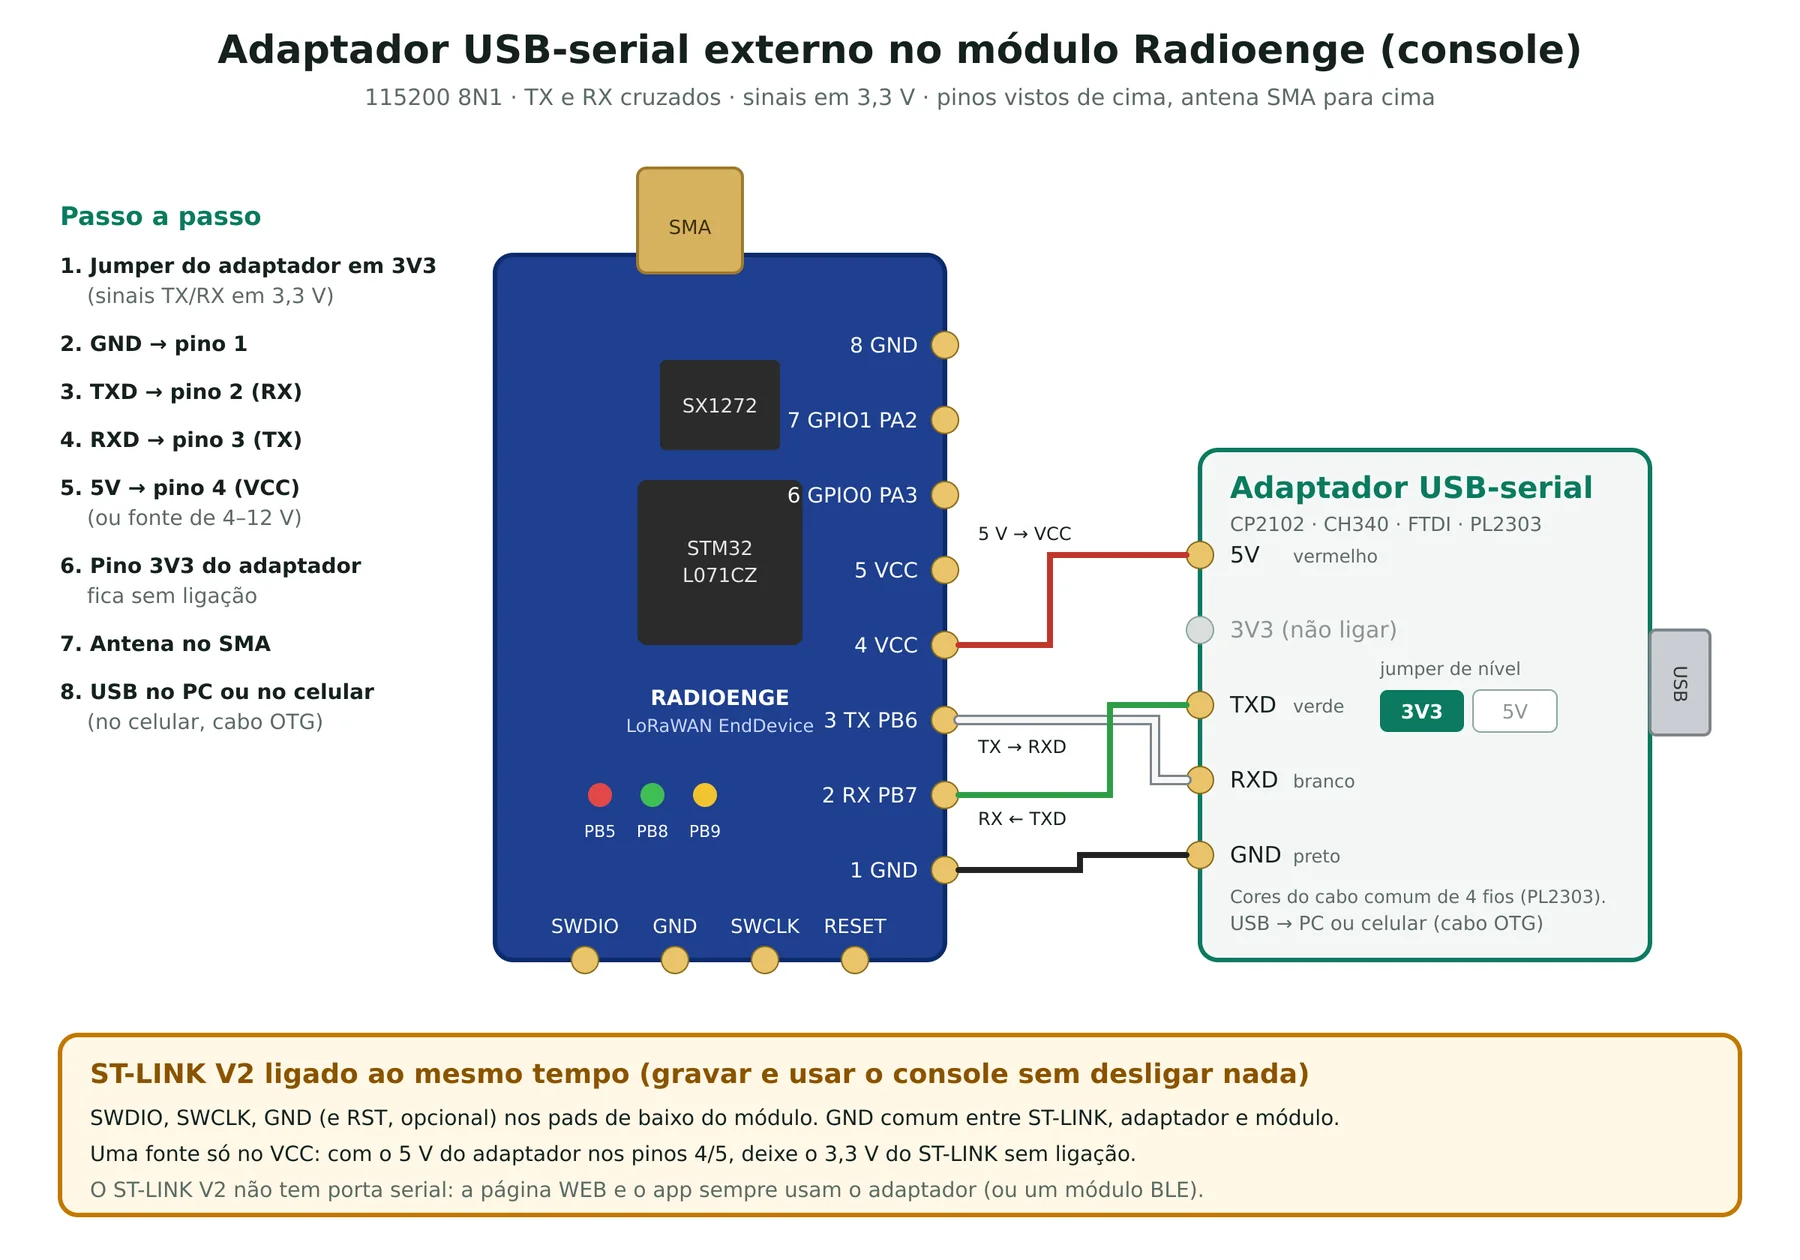 Adaptador USB-serial externo no módulo Radioenge (console)
115200 8N1 · TX e RX cruzados · sinais em 3,3 V · pinos vistos de cima, antena SMA para cima
Passo a passo
1. Jumper do adaptador em 3V3
(sinais TX/RX em 3,3 V)
2. GND → pino 1
3. TXD → pino 2 (RX)
4. RXD → pino 3 (TX)
5. 5V → pino 4 (VCC)
(ou fonte de 4–12 V)
6. Pino 3V3 do adaptador
fica sem ligação
7. Antena no SMA
8. USB no PC ou no celular
(no celular, cabo OTG)
SMA
SX1272
STM32
L071CZ
8 GND
7 GPIO1 PA2
6 GPIO0 PA3
5 VCC
4 VCC
3 TX PB6
2 RX PB7
1 GND
RADIOENGE
LoRaWAN EndDevice
PB5 PB8 PB9
SWDIO GND SWCLK RESET
5 V → VCC
TX → RXD
RX ← TXD
Adaptador USB-serial
CP2102 · CH340 · FTDI · PL2303
5V vermelho
3V3 (não ligar)
jumper de nível
TXD verde
3V3 5V
RXD branco
GND preto
Cores do cabo comum de 4 fios (PL2303).
USB → PC ou celular (cabo OTG)
USB
ST-LINK V2 ligado ao mesmo tempo (gravar e usar o console sem desligar nada)
SWDIO, SWCLK, GND (e RST, opcional) nos pads de baixo do módulo. GND comum entre ST-LINK, adaptador e módulo.
Uma fonte só no VCC: com o 5 V do adaptador nos pinos 4/5, deixe o 3,3 V do ST-LINK sem ligação.
O ST-LINK V2 não tem porta serial: a página WEB e o app sempre usam o adaptador (ou um módulo BLE).